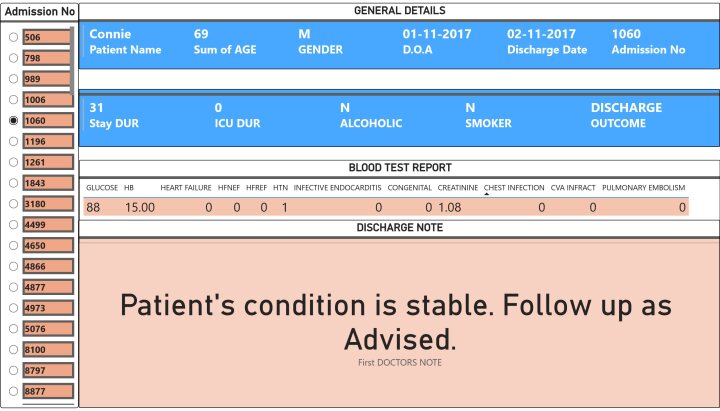 Admission No
506
798
989
1006
1060
1196
1261
1843
3180
4499
4650
4866
4877
4973
5076
8100
8797
8877
GENERAL DETAILS
Connie 69 M 01-11-2017 02-11-2017 1060
Patient Name Sum of AGE GENDER D.O.A Discharge Date Admission No
31 0 N N DISCHARGE
Stay DUR ICU DUR ALCOHOLIC SMOKER OUTCOME
BLOOD TEST REPORT
GLUCOSE HB HEART FAILURE HFNEF HFREF HTN INFECTIVE ENDOCARDITIS CONGENITAL CREATININE CHEST INFECTION CVA INFRACT PULMONARY EMBOLISM
88 15.00 0 0 0 1 0 0 1.08 0 0 0
DISCHARGE NOTE
Patient's condition is stable. Follow up as
Advised.
First DOCTORS NOTE